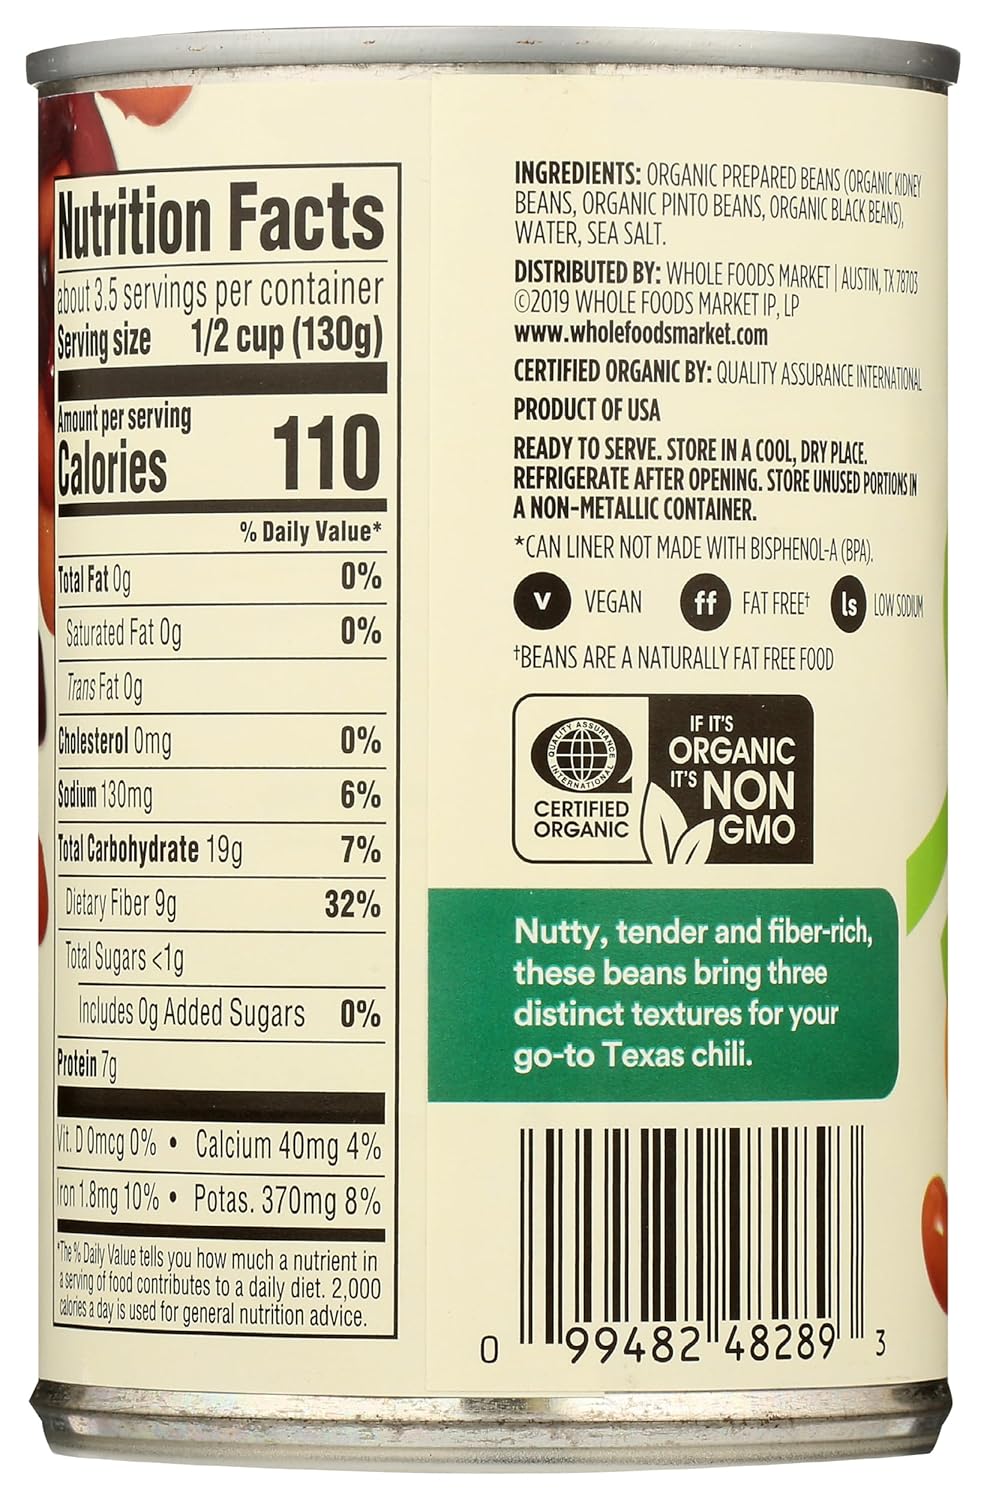 Nutrition Facts
about 3.5 servings per container
Serving size 1/2 cup (130g)
Amount per serving
Calories 110
% Daily Value*
Total Fat 0g 0%
Saturated Fat 0g 0%
Trans Fat 0g
Cholesterol 0mg 0%
Sodium 130mg 6%
Total Carbohydrate 19g 7%
Dietary Fiber 9g 32%
Total Sugars <1g
Includes 0g Added Sugars 0%
Protein 7g
Vit. D 0mcg 0% • Calcium 40mg 4%
Iron 1.8mg 10% • Potas. 370mg 8%
*The % Daily Value tells you how much a nutrient in
a serving of food contributes to a daily diet. 2,000
calories a day is used for general nutrition advice.
INGREDIENTS: ORGANIC PREPARED BEANS (ORGANIC KIDNEY
BEANS, ORGANIC PINTO BEANS, ORGANIC BLACK BEANS),
WATER, SEA SALT.
DISTRIBUTED BY: WHOLE FOODS MARKET | AUSTIN, TX 78703
©2019 WHOLE FOODS MARKET IP, LP
www.wholefoodsmarket.com
CERTIFIED ORGANIC BY: QUALITY ASSURANCE INTERNATIONAL
PRODUCT OF USA
READY TO SERVE. STORE IN A COOL, DRY PLACE.
REFRIGERATE AFTER OPENING. STORE UNUSED PORTIONS IN
A NON-METALLIC CONTAINER.
*CAN LINER NOT MADE WITH BISPHENOL-A (BPA).
v VEGAN ff FAT FREE† ls LOW SODIUM
†BEANS ARE A NATURALLY FAT FREE FOOD
QUALITY ASSURANCE
INTERNATIONAL
CERTIFIED
ORGANIC
IF IT'S
ORGANIC
IT'S NON
GMO
Nutty, tender and fiber-rich,
these beans bring three
distinct textures for your
go-to Texas chili.
0 99482 48289 3